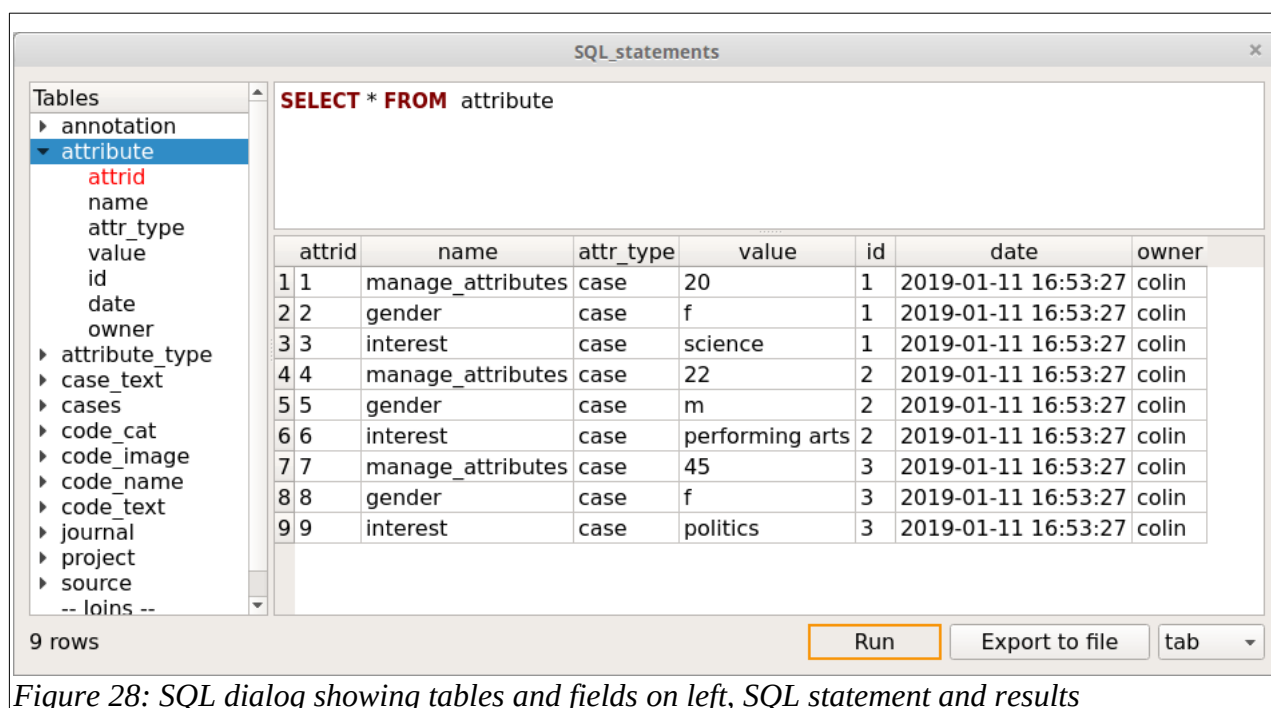 SQL_statements
Tables
annotation
attribute
attrid
name
attr_type
value
id
date
owner
attribute_type
case_text
cases
code_cat
code_image
code_name
code_text
journal
project
source
-- Joins --
SELECT * FROM attribute
attrid name attr_type value id date owner
1 1 manage_attributes case 20 1 2019-01-11 16:53:27 colin
2 2 gender case f 1 2019-01-11 16:53:27 colin
3 3 interest case science 1 2019-01-11 16:53:27 colin
4 4 manage_attributes case 22 2 2019-01-11 16:53:27 colin
5 5 gender case m 2 2019-01-11 16:53:27 colin
6 6 interest case performing arts 2 2019-01-11 16:53:27 colin
7 7 manage_attributes case 45 3 2019-01-11 16:53:27 colin
8 8 gender case f 3 2019-01-11 16:53:27 colin
9 9 interest case politics 3 2019-01-11 16:53:27 colin
9 rows Run Export to file tab
Figure 28: SQL dialog showing tables and fields on left, SQL statement and results